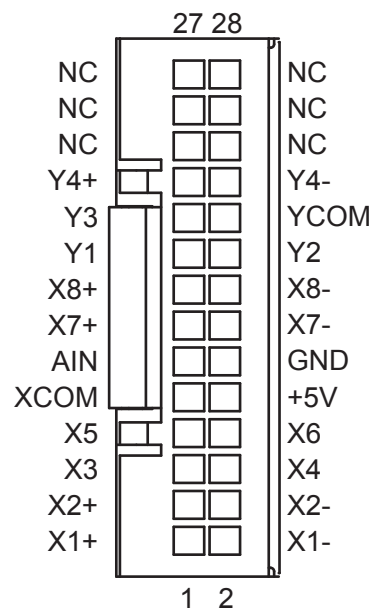 27 28
NC NC
NC NC
NC NC
Y4+ Y4-
Y3 YCOM
Y1 Y2
X8+ X8-
X7+ X7-
AIN GND
XCOM +5V
X5 X6
X3 X4
X2+ X2-
X1+ X1-
1 2